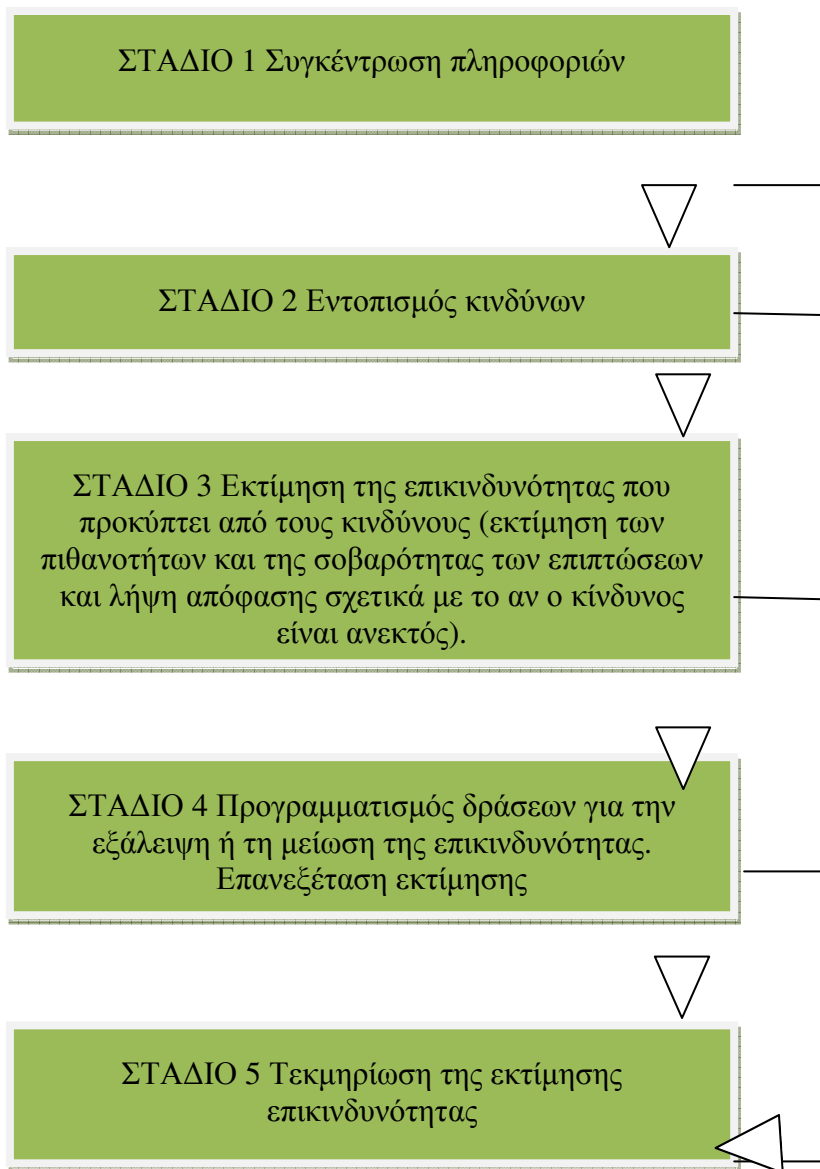 ΣΤΑΔΙΟ 1 Συγκέντρωση πληροφοριών
ΣΤΑΔΙΟ 2 Εντοπισμός κινδύνων
ΣΤΑΔΙΟ 3 Εκτίμηση της επικινδυνότητας που
προκύπτει από τους κινδύνους (εκτίμηση των
πιθανοτήτων και της σοβαρότητας των επιπτώσεων
και λήψη απόφασης σχετικά με το αν ο κίνδυνος
είναι ανεκτός).
ΣΤΑΔΙΟ 4 Προγραμματισμός δράσεων για την
εξάλειψη ή τη μείωση της επικινδυνότητας.
Επανεξέταση εκτίμησης
ΣΤΑΔΙΟ 5 Τεκμηρίωση της εκτίμησης
επικινδυνότητας